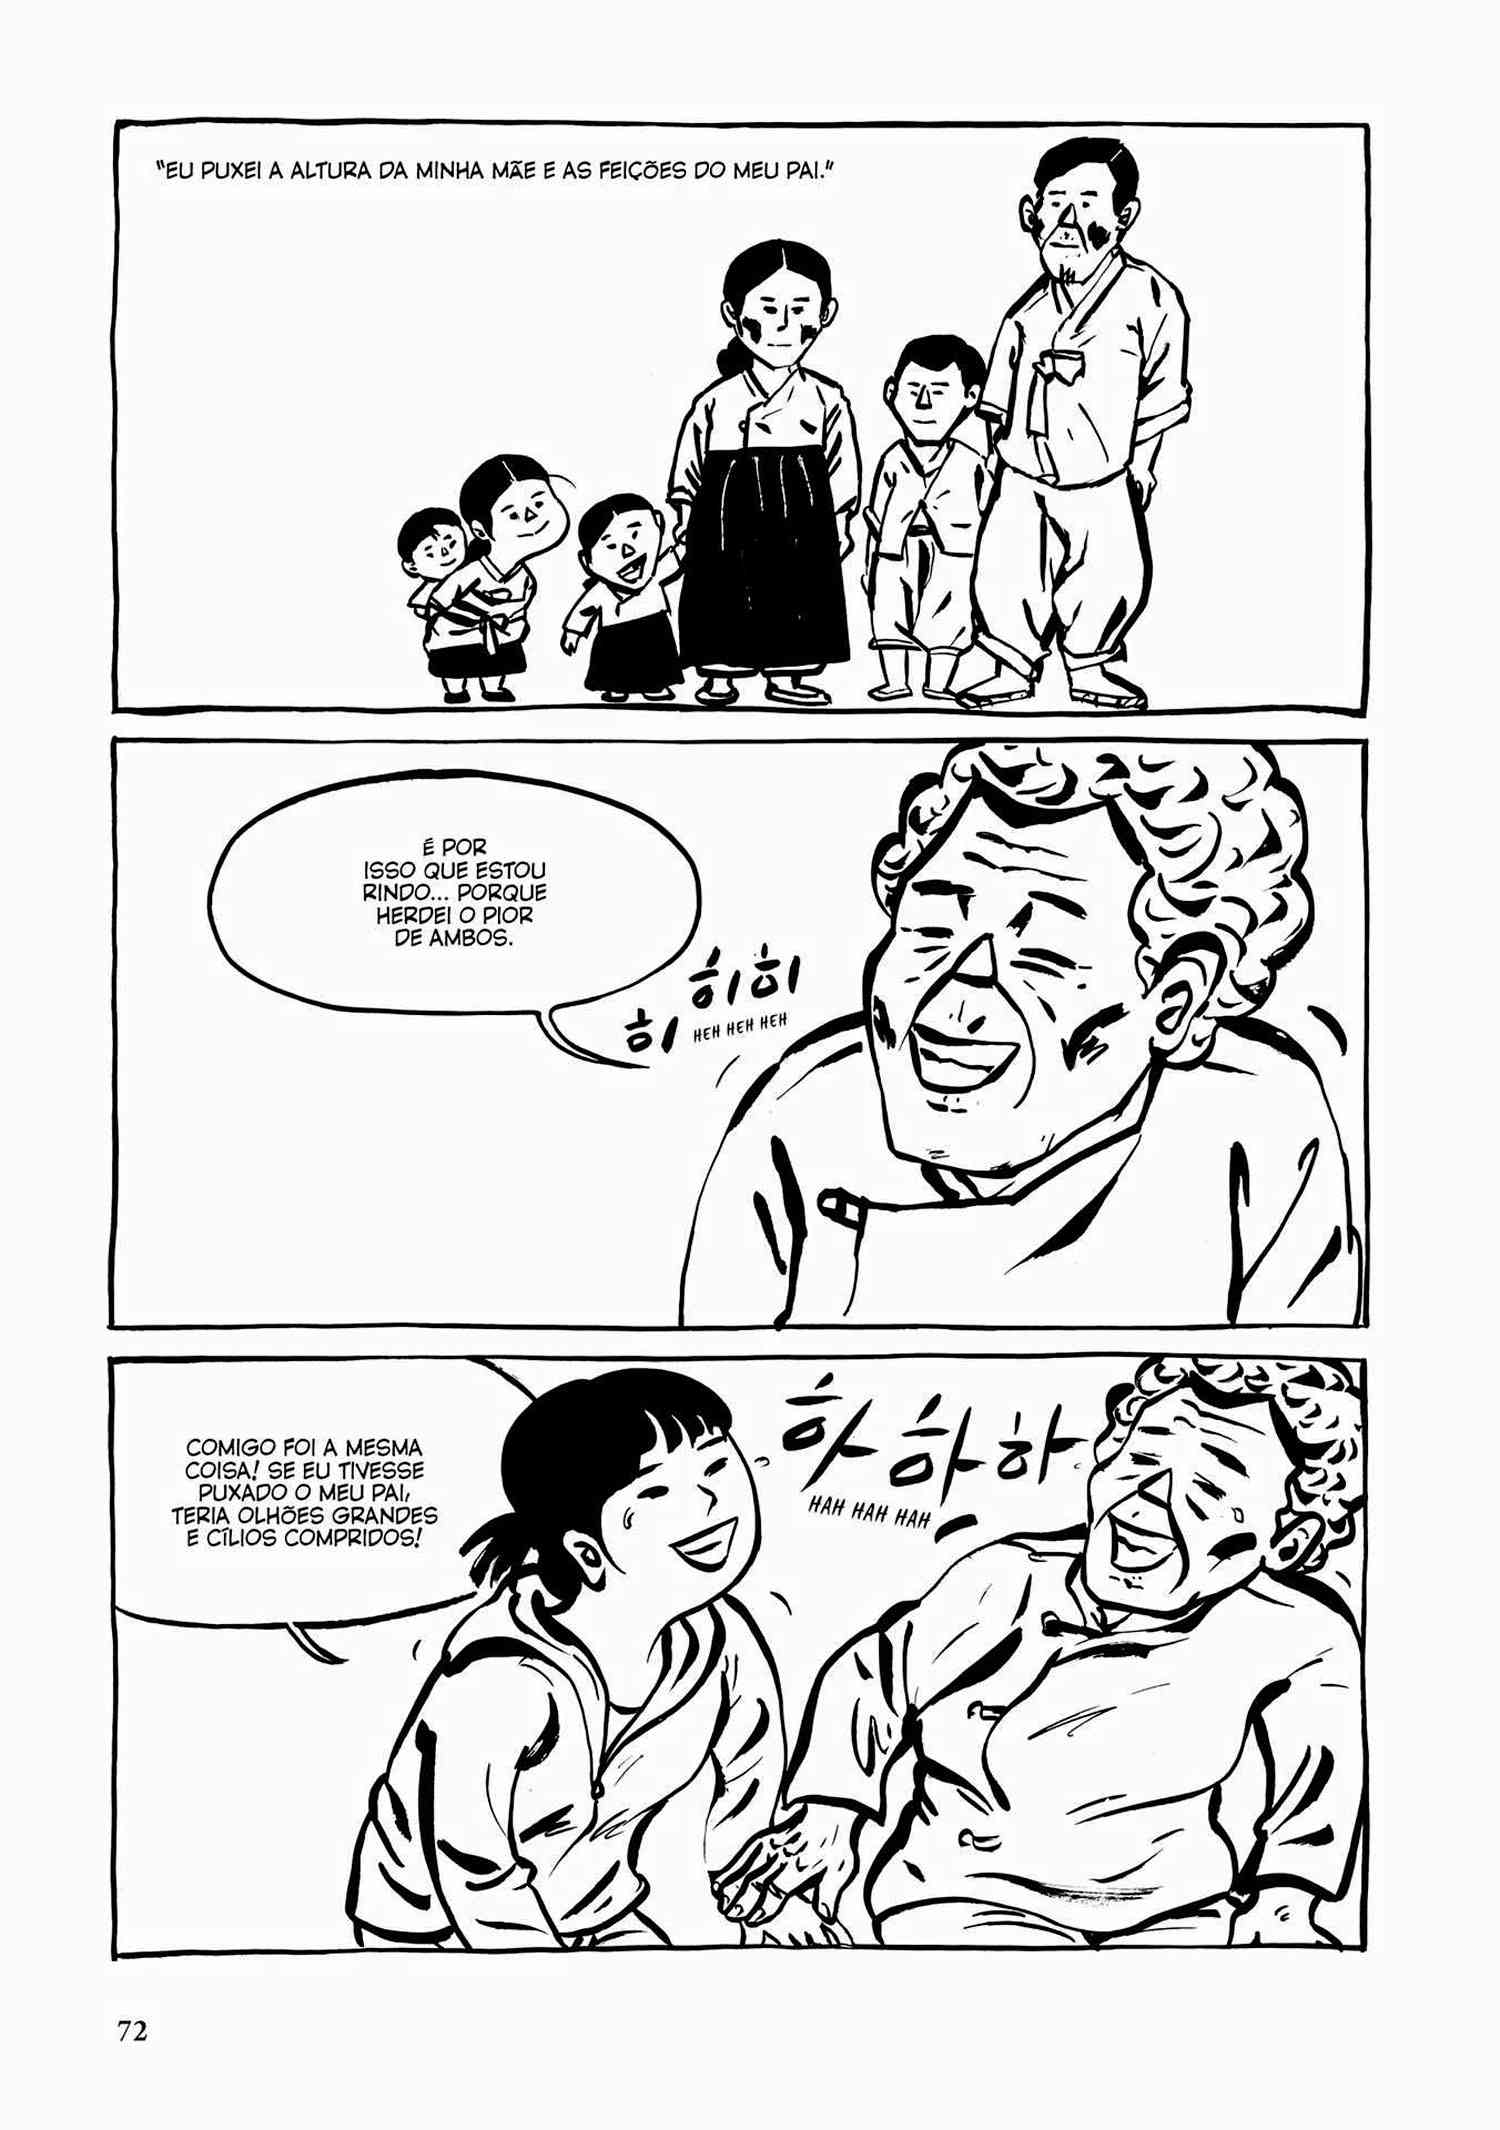 "EU PUXEI A ALTURA DA MINHA MÃE E AS FEIÇÕES DO MEU PAI."
É POR
ISSO QUE ESTOU
RINDO... PORQUE
HERDEI O PIOR
DE AMBOS.
히히히
HEH HEH HEH
COMIGO FOI A MESMA
COISA! SE EU TIVESSE
PUXADO O MEU PAI,
TERIA OLHÕES GRANDES
E CÍLIOS COMPRIDOS!
하하하
HAH HAH HAH
72